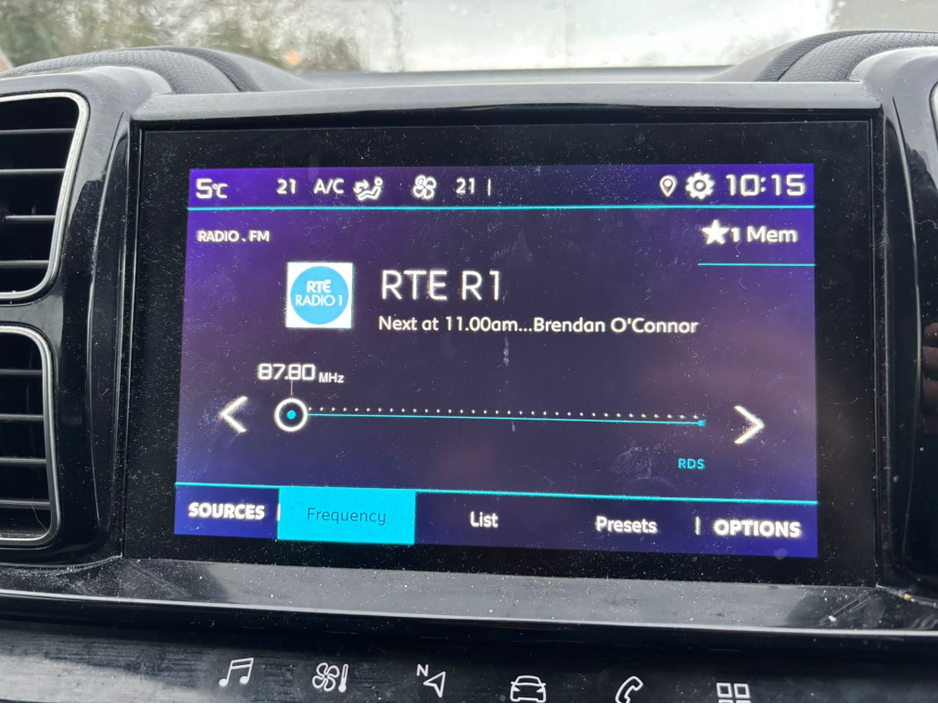 5°C 21 A/C 21 10:15
RADIO . FM
1 Mem
RTÉ
RADIO 1
RTE R1
Next at 11.00am...Brendan O'Connor
87.80 MHz
RDS
SOURCES Frequency List Presets OPTIONS
N